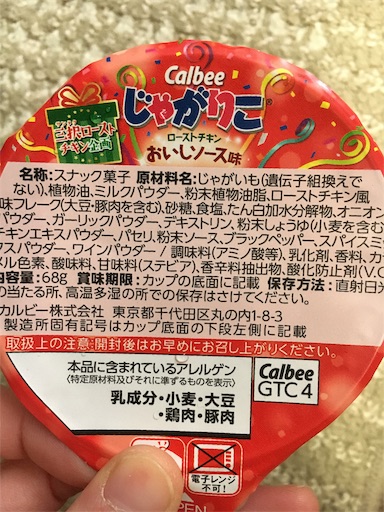 Calbee
じゃがりこ
三択ロースト
チキン企画
ローストチキン
おいしソース味
名称:スナック菓子 原材料名:じゃがいも(遺伝子組換えで
ない)、植物油、ミルクパウダー、粉末植物油脂、ローストチキン風
味フレーク(大豆・豚肉を含む)、砂糖、食塩、たん白加水分解物、オニオン
パウダー、ガーリックパウダー、デキストリン、粉末しょうゆ(小麦を含む)
チキンエキスパウダー、パセリ、粉末ソース、ブラックペッパー、スパイスミ
クスパウダー、ワインパウダー / 調味料(アミノ酸等)、乳化剤、香料、カ
メル色素、酸味料、甘味料(ステビア)、香辛料抽出物、酸化防止剤(V.C
内容量:68g 賞味期限:カップの底面に記載 保存方法:直射日光
の当たる所、高温多湿の所での保存はさけてください。
カルビー株式会社 東京都千代田区丸の内1-8-3
製造所固有記号はカップ底面の下段左側に記載
取扱上の注意:開封後はお早めにお召し上がりください。
本品に含まれているアレルゲン
(特定原材料及びそれに準ずるものを表示)
乳成分・小麦・大豆
・鶏肉・豚肉
Calbee
GTC4
電子レンジ
不可!
OPEN